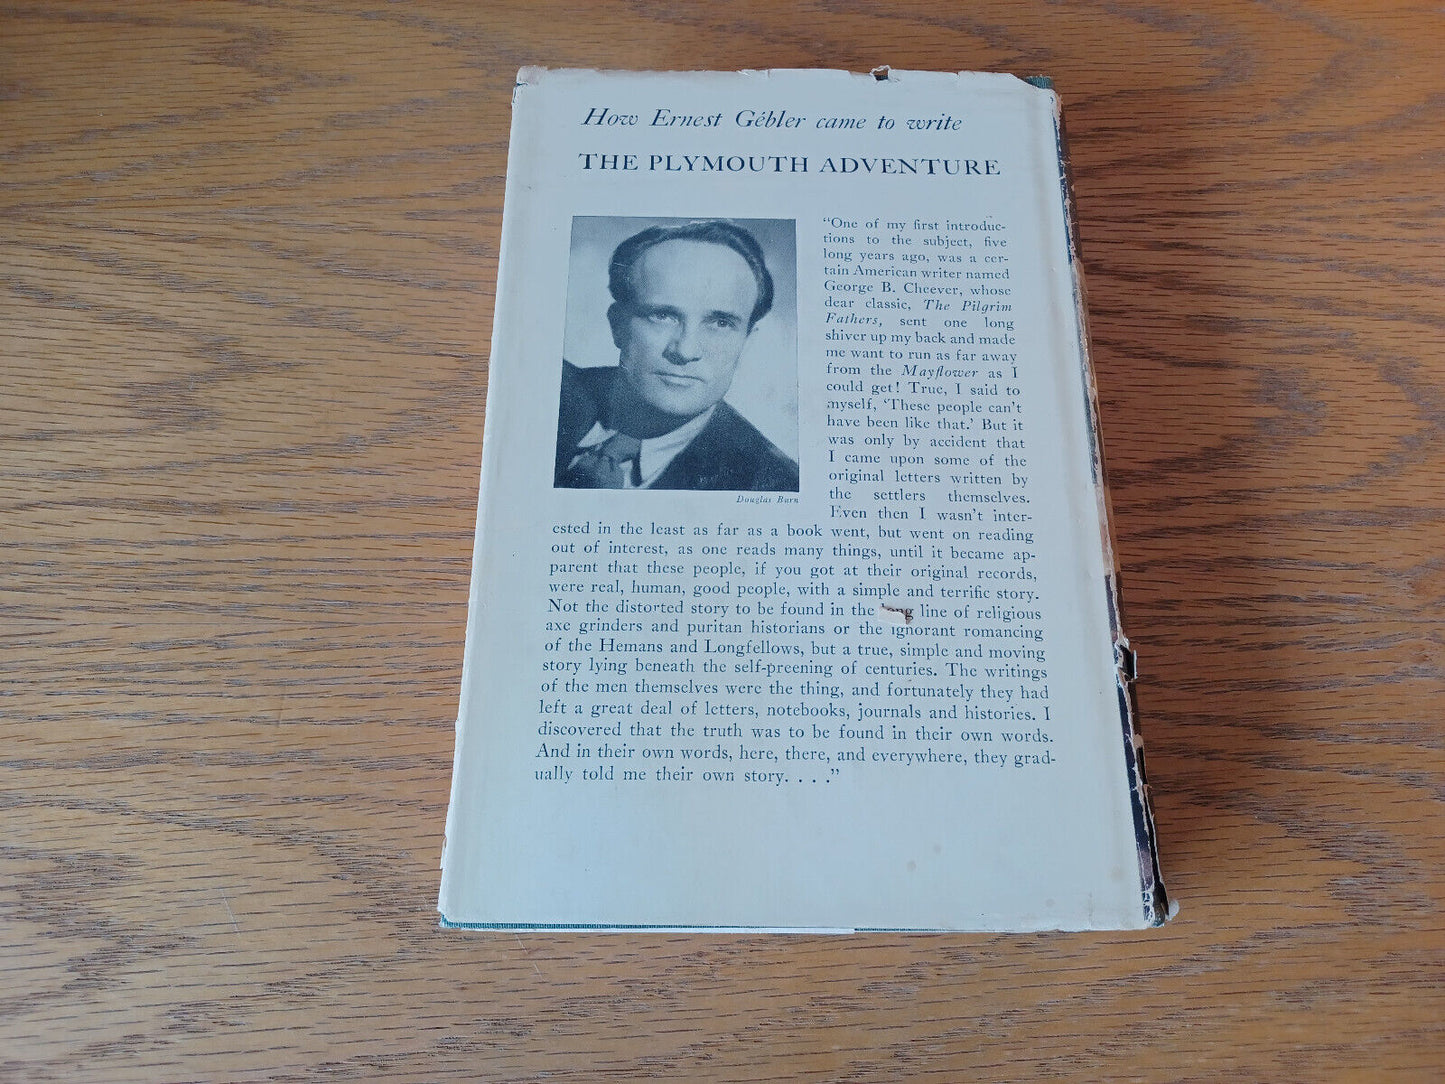 How Ernest Gébler came to write
THE PLYMOUTH ADVENTURE
"One of my first introduc-
tions to the subject, five
long years ago, was a cer-
tain American writer named
George B. Cheever, whose
dear classic, The Pilgrim
Fathers, sent one long
shiver up my back and made
me want to run as far away
from the Mayflower as I
could get! True, I said to
myself, 'These people can't
have been like that.' But it
was only by accident that
I came upon some of the
original letters written by
the settlers themselves.
Even then I wasn't inter-
Douglas Burn
ested in the least as far as a book went, but went on reading
out of interest, as one reads many things, until it became ap-
parent that these people, if you got at their original records,
were real, human, good people, with a simple and terrific story.
Not the distorted story to be found in the line of religious
axe grinders and puritan historians or the ignorant romancing
of the Hemans and Longfellows, but a true, simple and moving
story lying beneath the self-preening of centuries. The writings
of the men themselves were the thing, and fortunately they had
left a great deal of letters, notebooks, journals and histories. I
discovered that the truth was to be found in their own words.
And in their own words, here, there, and everywhere, they grad-
ually told me their own story. . . ."